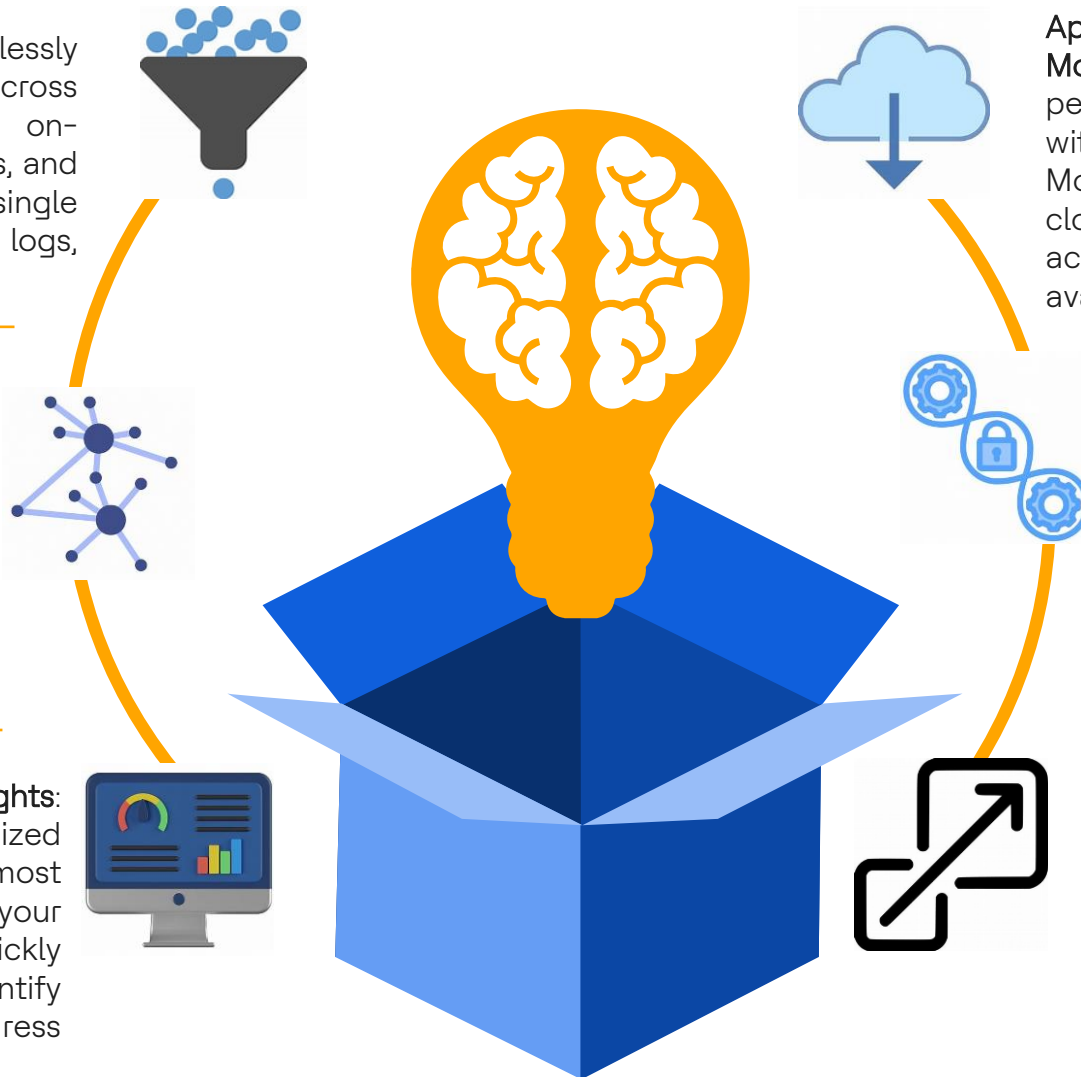 lessly
cross
on-
s, and
single
logs,
ghts:
ized
most
your
ickly
ntify
ress
Ap
Mo
pe
wit
Mo
clo
ac
ava